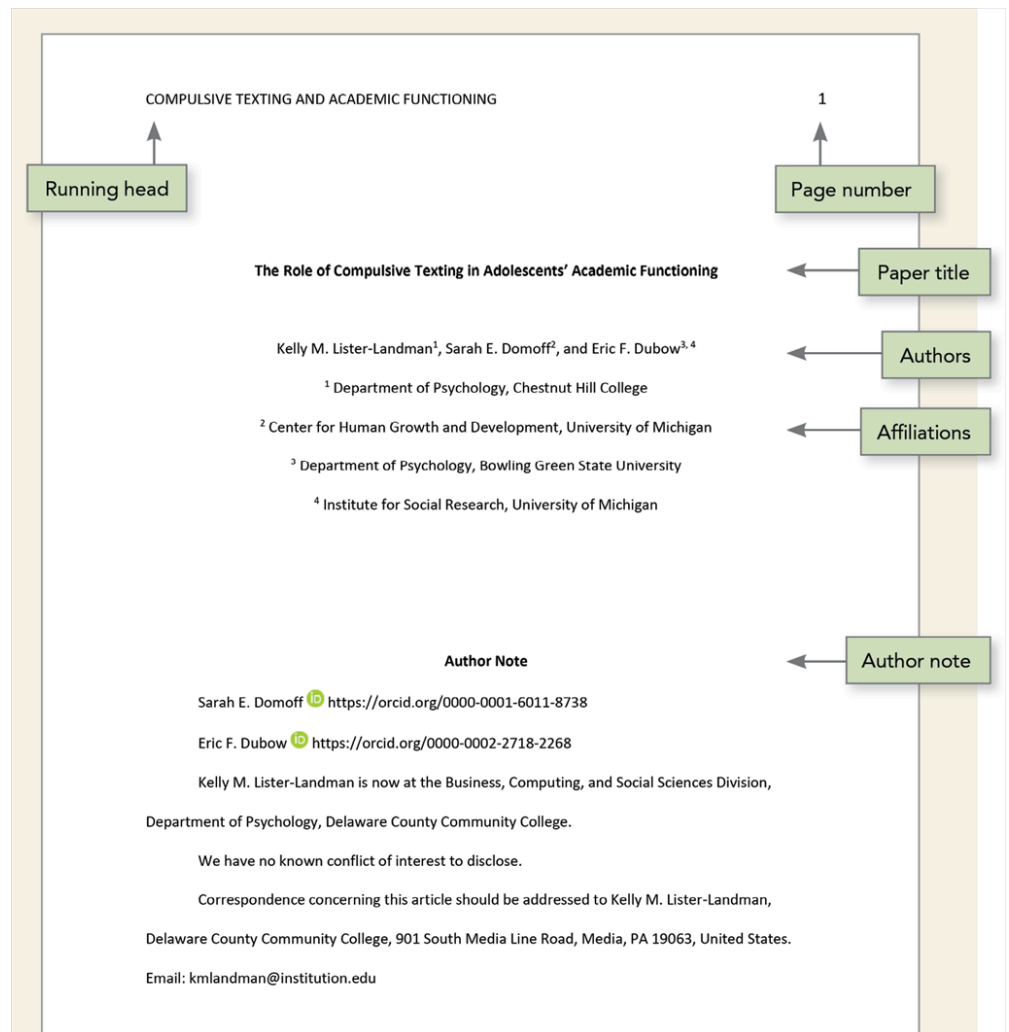 COMPULSIVE TEXTING AND ACADEMIC FUNCTIONING 1
Running head
Page number
The Role of Compulsive Texting in Adolescents’ Academic Functioning
Paper title
Kelly M. Lister-Landman¹, Sarah E. Domoff², and Eric F. Dubow³,⁴
Authors
¹ Department of Psychology, Chestnut Hill College
² Center for Human Growth and Development, University of Michigan
Affiliations
³ Department of Psychology, Bowling Green State University
⁴ Institute for Social Research, University of Michigan
Author Note
Author note
Sarah E. Domoff iD https://orcid.org/0000-0001-6011-8738
Eric F. Dubow iD https://orcid.org/0000-0002-2718-2268
Kelly M. Lister-Landman is now at the Business, Computing, and Social Sciences Division,
Department of Psychology, Delaware County Community College.
We have no known conflict of interest to disclose.
Correspondence concerning this article should be addressed to Kelly M. Lister-Landman,
Delaware County Community College, 901 South Media Line Road, Media, PA 19063, United States.
Email: kmlandman@institution.edu